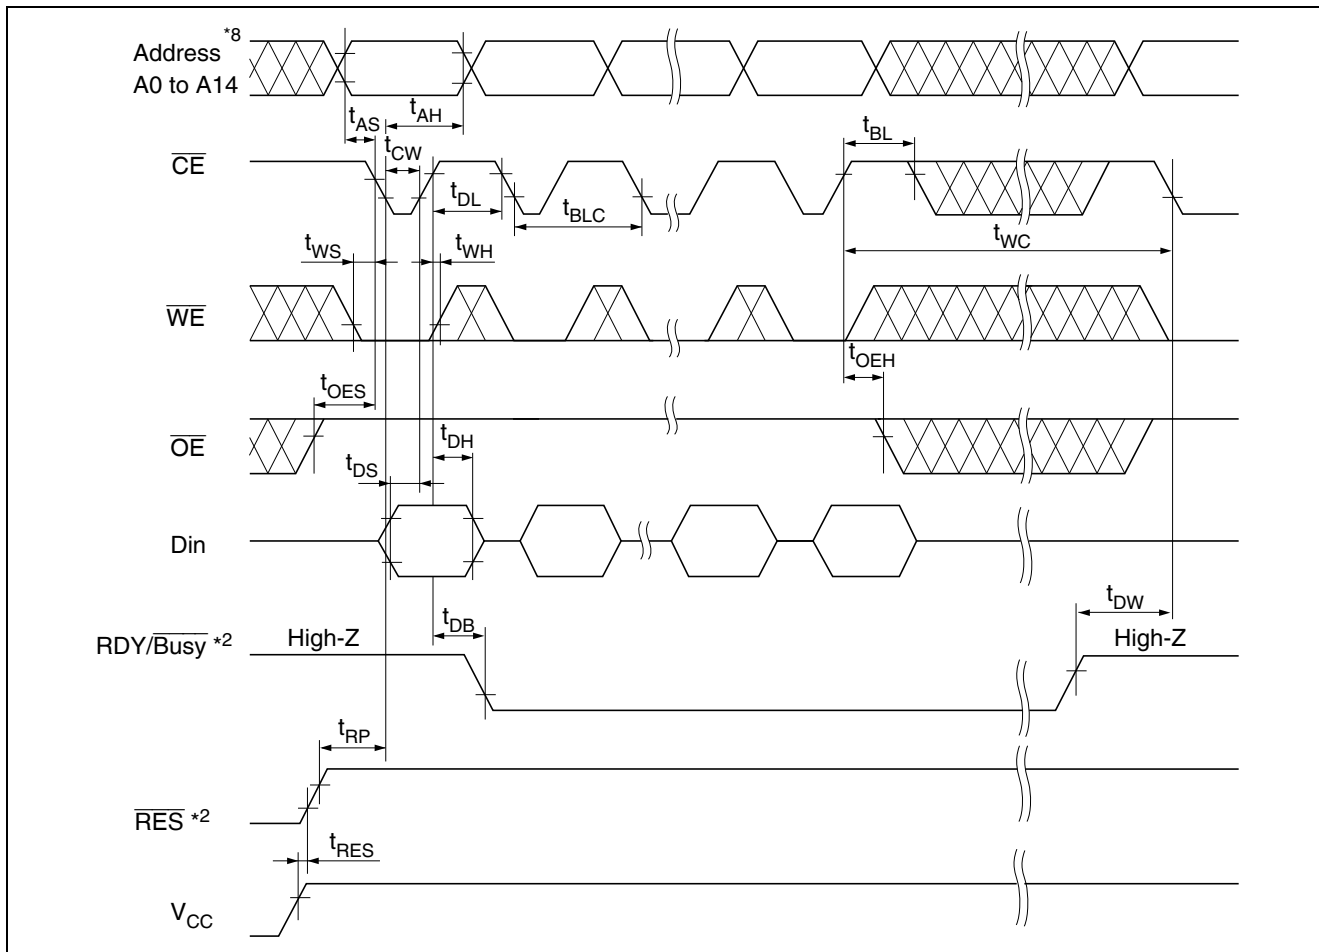 Address *8
A0 to A14
tAS
tAH
tBL
CE
tCW
tDL
tBLC
tWC
tWS
tWH
WE
tOEH
tOES
OE
tDH
tDS
Din
tDB
tDW
RDY/Busy *2
High-Z
High-Z
tRP
RES *2
tRES
VCC